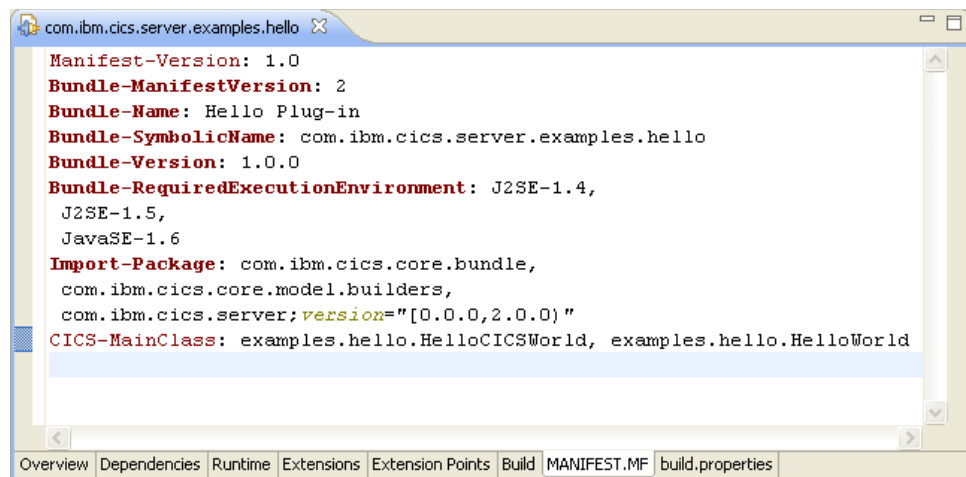 com.ibm.cics.server.examples.hello
Manifest-Version: 1.0
Bundle-ManifestVersion: 2
Bundle-Name: Hello Plug-in
Bundle-SymbolicName: com.ibm.cics.server.examples.hello
Bundle-Version: 1.0.0
Bundle-RequiredExecutionEnvironment: J2SE-1.4,
J2SE-1.5,
JavaSE-1.6
Import-Package: com.ibm.cics.core.bundle,
com.ibm.cics.core.model.builders,
com.ibm.cics.server;version="[0.0.0,2.0.0)"
CICS-MainClass: examples.hello.HelloCICSWorld, examples.hello.HelloWorld
Overview Dependencies Runtime Extensions Extension Points Build MANIFEST.MF build.properties